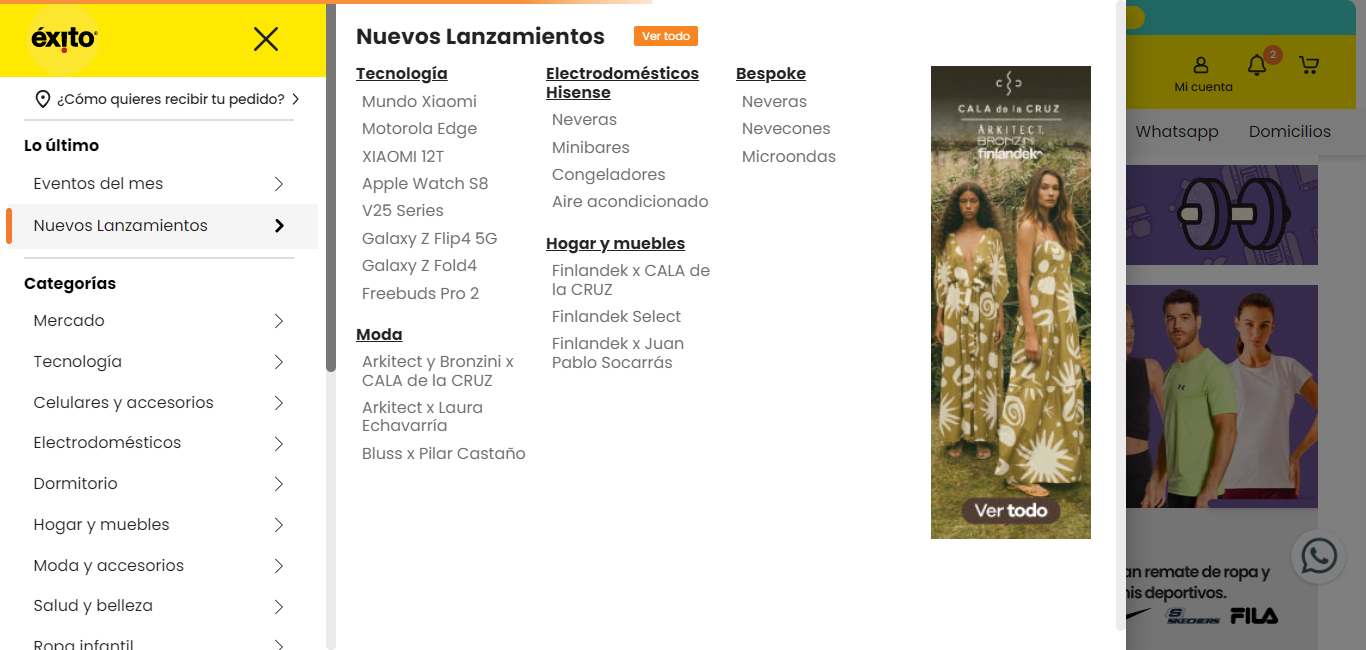 éxito
¿Cómo quieres recibir tu pedido?
Lo último
Eventos del mes
Nuevos Lanzamientos
Categorías
Mercado
Tecnología
Celulares y accesorios
Electrodomésticos
Dormitorio
Hogar y muebles
Moda y accesorios
Salud y belleza
Ropa infantil
Nuevos Lanzamientos
Ver todo
Tecnología
Mundo Xiaomi
Motorola Edge
XIAOMI 12T
Apple Watch S8
V25 Series
Galaxy Z Flip4 5G
Galaxy Z Fold4
Freebuds Pro 2
Moda
Arkitect y Bronzini x
CALA de la CRUZ
Arkitect x Laura
Echavarría
Bluss x Pilar Castaño
Electrodomésticos
Hisense
Neveras
Minibares
Congeladores
Aire acondicionado
Hogar y muebles
Finlandek x CALA de
la CRUZ
Finlandek Select
Finlandek x Juan
Pablo Socarrás
Bespoke
Neveras
Nevecones
Microondas
CALA de la CRUZ
ARKITECT
BRONZINI
finlandek
Ver todo
2
Mi cuenta
Whatsapp
Domicilios
an remate de ropa y
nis deportivos.
SKECHERS
FILA